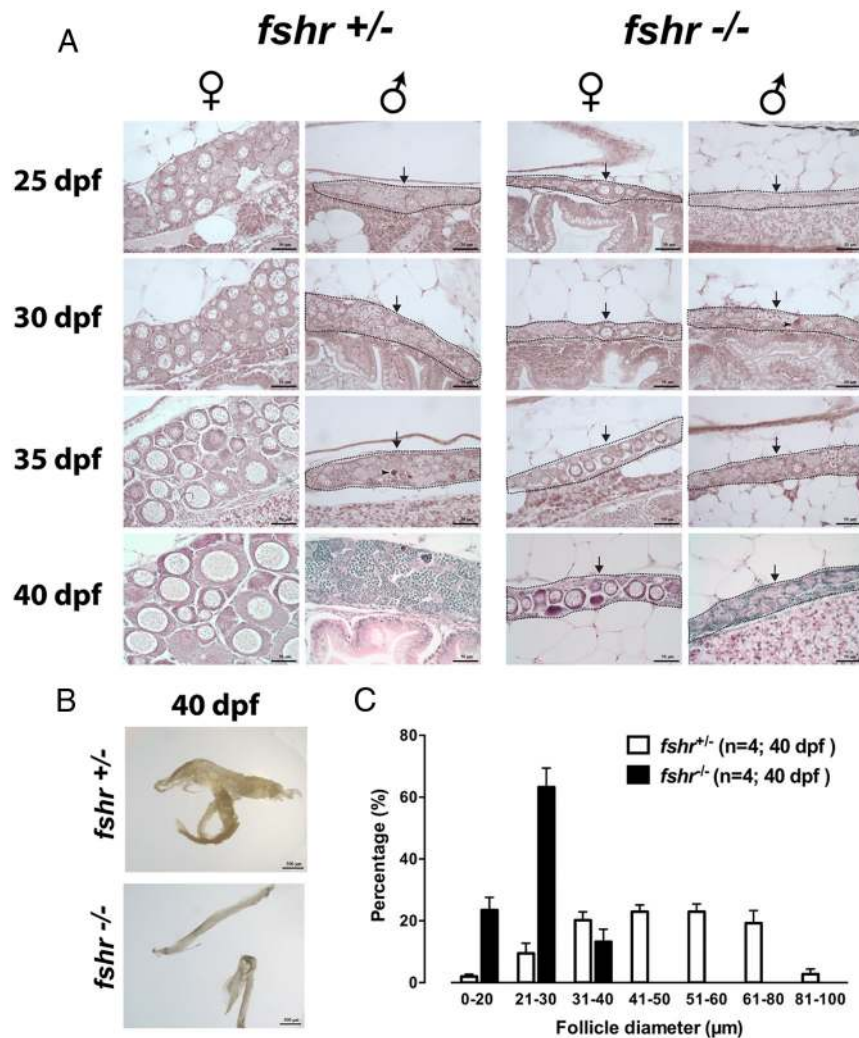 A
fshr +/-
fshr -/-
♀ ♂ ♀ ♂
25 dpf
30 dpf
35 dpf
40 dpf
B
40 dpf
fshr +/-
fshr -/-
C
80
60
40
20
0
Percentage (%)
fshr+/- (n=4; 40 dpf )
fshr-/- (n=4; 40 dpf )
0-20 21-30 31-40 41-50 51-60 61-80 81-100
Follicle diameter (µm)